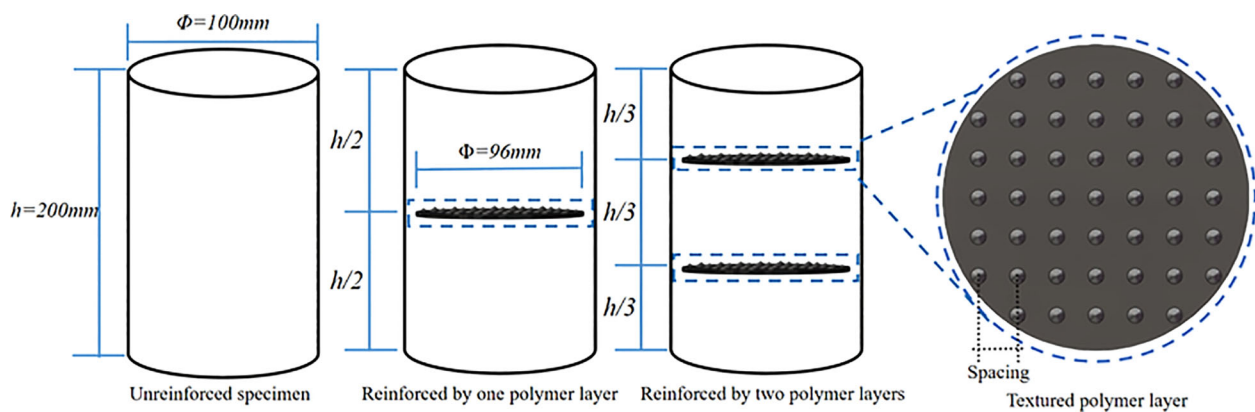 Φ=100mm
h=200mm
Unreinforced specimen
h/2
Φ=96mm
h/2
Reinforced by one polymer layer
h/3
h/3
h/3
Reinforced by two polymer layers
Spacing
Textured polymer layer